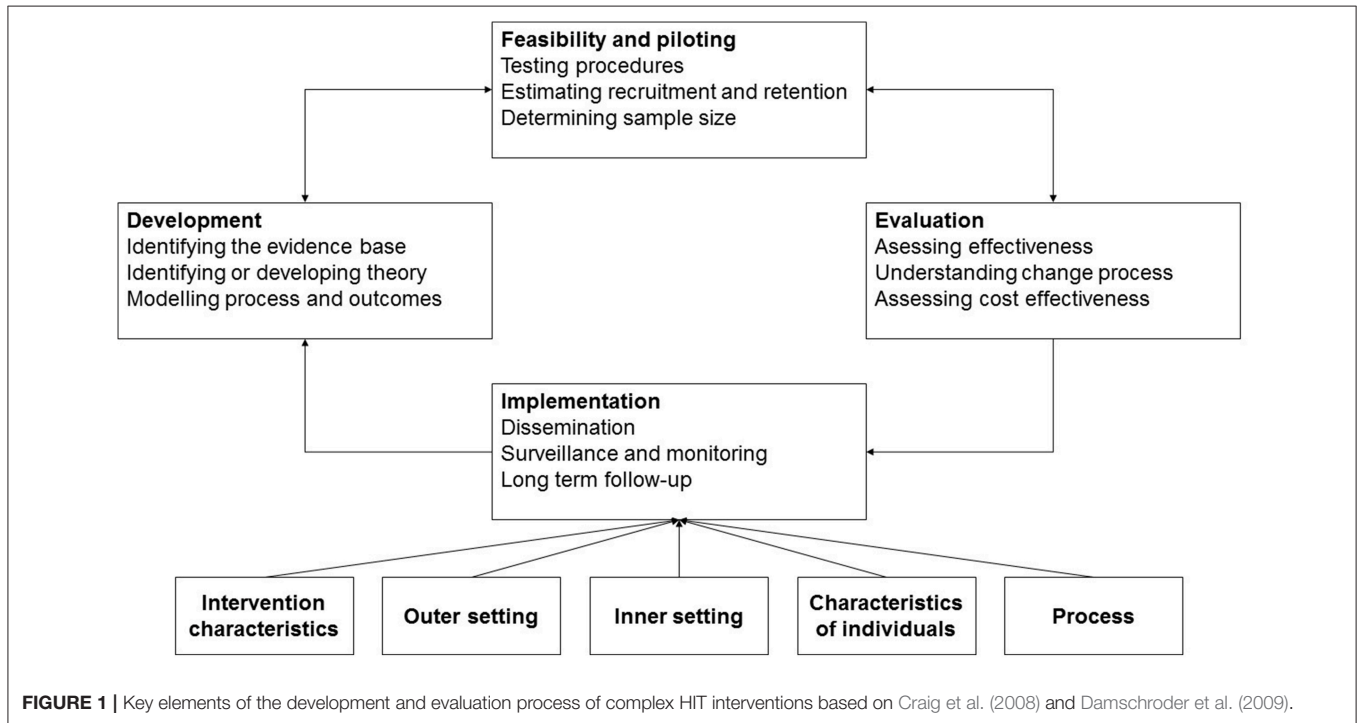 Feasibility and piloting
Testing procedures
Estimating recruitment and retention
Determining sample size
Development
Identifying the evidence base
Identifying or developing theory
Modelling process and outcomes
Evaluation
Asessing effectiveness
Understanding change process
Assessing cost effectiveness
Implementation
Dissemination
Surveillance and monitoring
Long term follow-up
Intervention
characteristics
Outer setting
Inner setting
Characteristics
of individuals
Process
FIGURE 1 | Key elements of the development and evaluation process of complex HIT interventions based on Craig et al. (2008) and Damschroder et al. (2009).